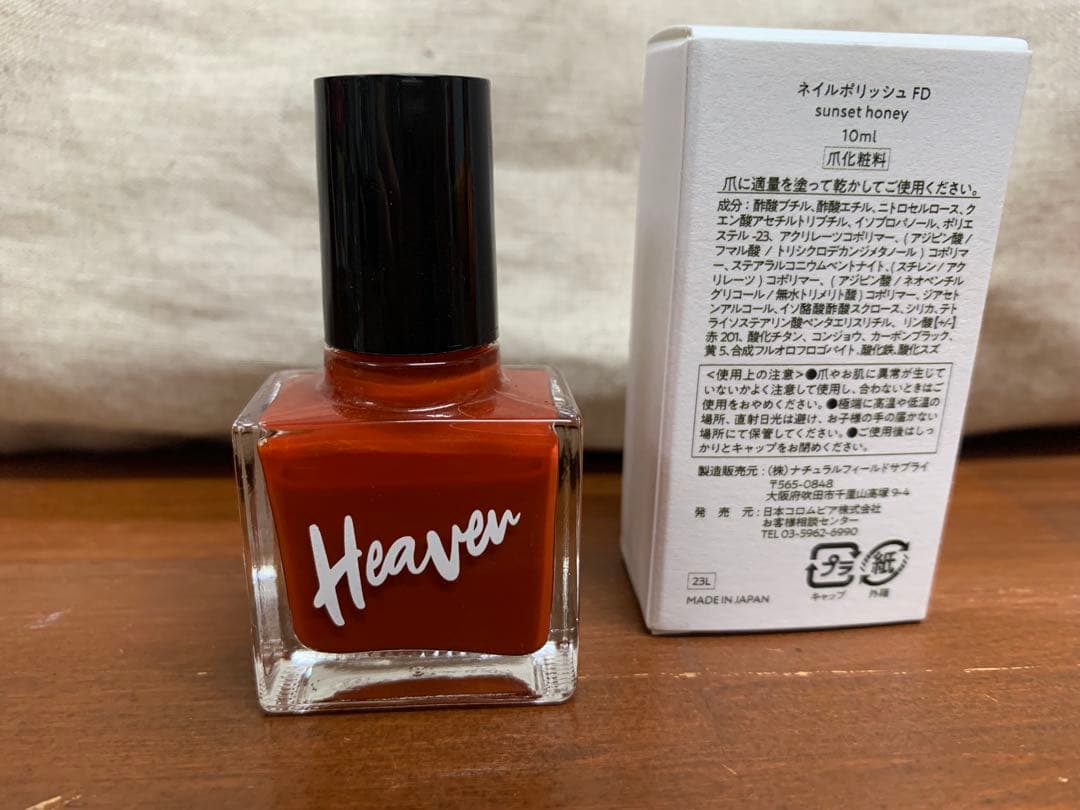 Heaven
ネイルポリッシュ FD
sunset honey
10ml
爪化粧料
爪に適量を塗って乾かしてご使用ください。
成分：酢酸ブチル、酢酸エチル、ニトロセルロース、ク
エン酸アセチルトリブチル、イソプロパノール、ポリエ
ステル-23、アクリレーツコポリマー、(アジピン酸/
フマル酸/トリシクロデカンジメタノール)コポリマ
ー、ステアラルコニウムベントナイト、(スチレン/アク
リレーツ)コポリマー、(アジピン酸/ネオペンチル
グリコール/無水トリメリト酸)コポリマー、ジアセト
ンアルコール、イソ酪酸酢酸スクロース、シリカ、テト
ライソステアリン酸ペンタエリスリチル、リン酸【+/-】
赤201、酸化チタン、コンジョウ、カーボンブラック、
黄5、合成フルオロフロゴパイト、酸化鉄、酸化スズ
＜使用上の注意＞●爪やお肌に異常が生じて
いないかよく注意して使用し、合わないときはご
使用をおやめください。●極端に高温や低温の
場所、直射日光は避け、お子様の手の届かない
場所にて保管してください。●ご使用後はしっ
かりとキャップをお閉めください。
製造販売元：(株)ナチュラルフィールドサプライ
〒565-0848
大阪府吹田市千里山高塚9-4
発売元：日本コロムビア株式会社
お客様相談センター
TEL 03-5962-6990
プラ 紙
キャップ 外箱
23L
MADE IN JAPAN